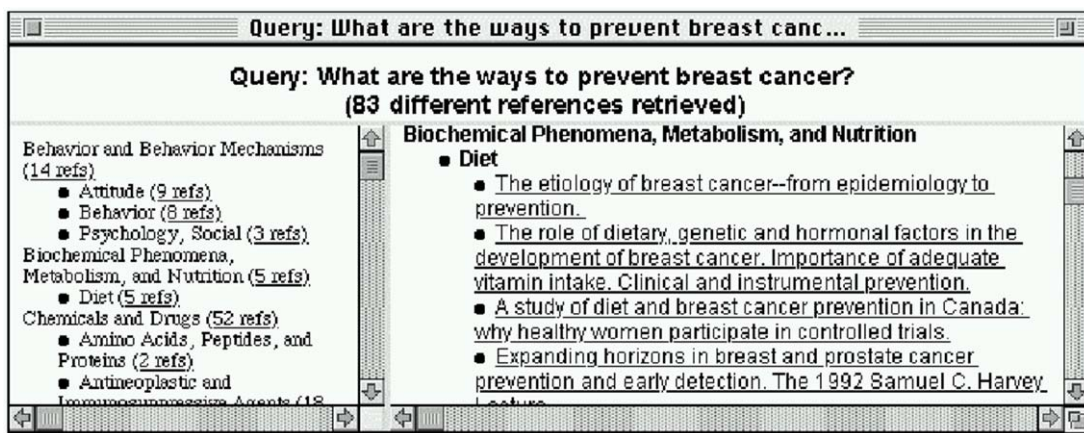 Query: What are the ways to prevent breast canc...
Query: What are the ways to prevent breast cancer?
(83 different references retrieved)
Behavior and Behavior Mechanisms
(14 refs)
● Attitude (9 refs)
● Behavior (8 refs)
● Psychology, Social (3 refs)
Biochemical Phenomena,
Metabolism, and Nutrition (5 refs)
● Diet (5 refs)
Chemicals and Drugs (52 refs)
● Amino Acids, Peptides, and
Proteins (2 refs)
● Antineoplastic and
Immunosuppressive Agents (18
Biochemical Phenomena, Metabolism, and Nutrition
● Diet
● The etiology of breast cancer--from epidemiology to
prevention.
● The role of dietary, genetic and hormonal factors in the
development of breast cancer. Importance of adequate
vitamin intake. Clinical and instrumental prevention.
● A study of diet and breast cancer prevention in Canada:
why healthy women participate in controlled trials.
● Expanding horizons in breast and prostate cancer
prevention and early detection. The 1992 Samuel C. Harvey
Lecture.